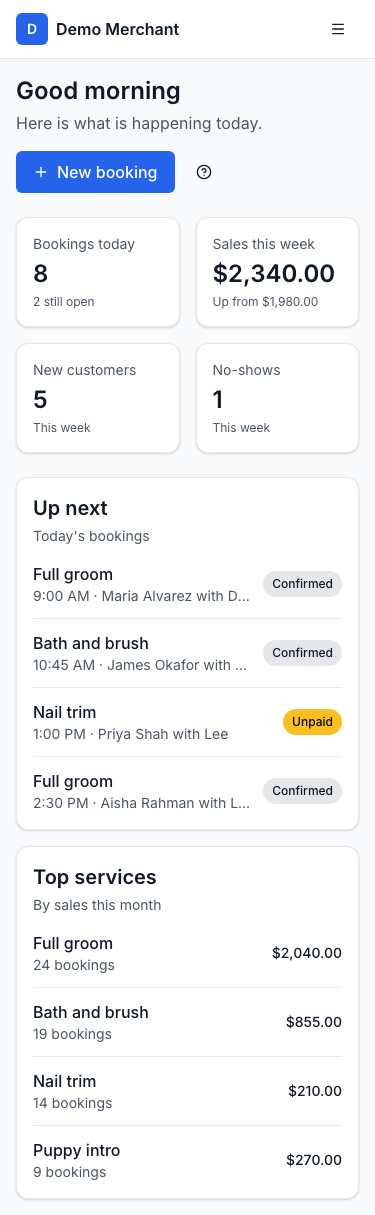 D
Demo Merchant
Good morning
Here is what is happening today.
New booking
Bookings today
8
2 still open
Sales this week
$2,340.00
Up from $1,980.00
New customers
5
This week
No-shows
1
This week
Up next
Today's bookings
Full groom
9:00 AM · Maria Alvarez with D...
Confirmed
Bath and brush
10:45 AM · James Okafor with ...
Confirmed
Nail trim
1:00 PM · Priya Shah with Lee
Unpaid
Full groom
2:30 PM · Aisha Rahman with L...
Confirmed
Top services
By sales this month
Full groom
24 bookings
$2,040.00
Bath and brush
19 bookings
$855.00
Nail trim
14 bookings
$210.00
Puppy intro
9 bookings
$270.00